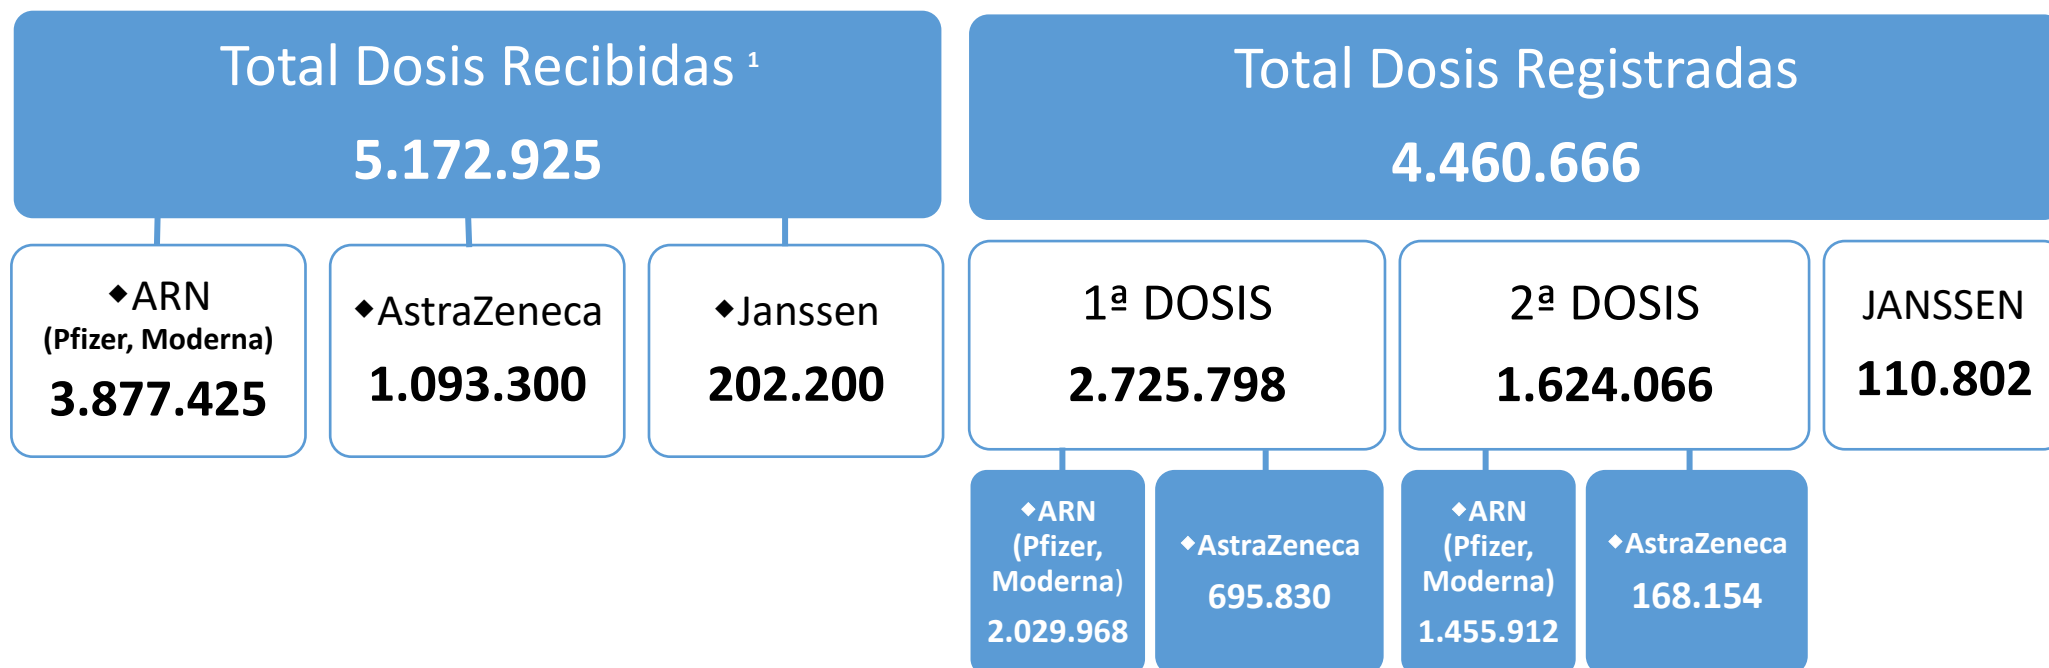 Total Dosis Recibidas 1
5.172.925
◆ARN
(Pfizer, Moderna)
3.877.425
◆AstraZeneca
1.093.300
◆Janssen
202.200
Total Dosis Registradas
4.460.666
1ª DOSIS
2.725.798
2ª DOSIS
1.624.066
JANSSEN
110.802
◆ARN
(Pfizer,
Moderna)
2.029.968
◆AstraZeneca
695.830
◆ARN
(Pfizer,
Moderna)
1.455.912
◆AstraZeneca
168.154